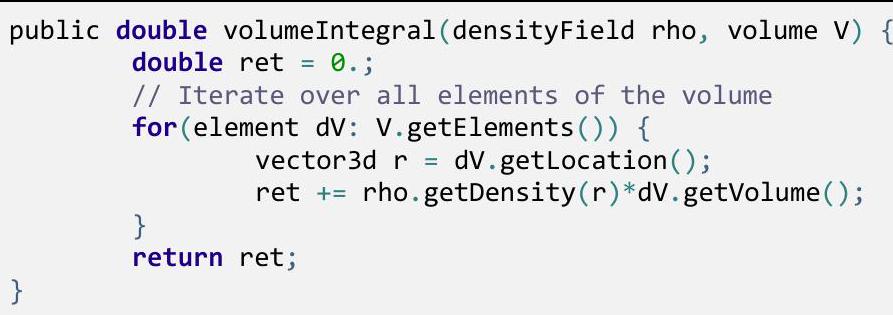 public double volumeIntegral(densityField rho, volume V) {
        double ret = 0.;
        // Iterate over all elements of the volume
        for(element dV: V.getElements()) {
                vector3d r = dV.getLocation();
                ret += rho.getDensity(r)*dV.getVolume();
        }
        return ret;
}